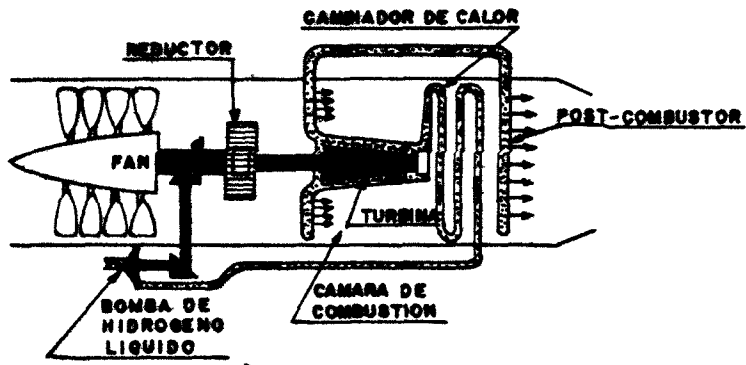 CAMBIADOR DE CALOR
REDUCTOR
POST-COMBUSTOR
FAN
TURBINA
CAMARA DE
COMBUSTION
BOMBA DE
HIDROGENO
LIQUIDO